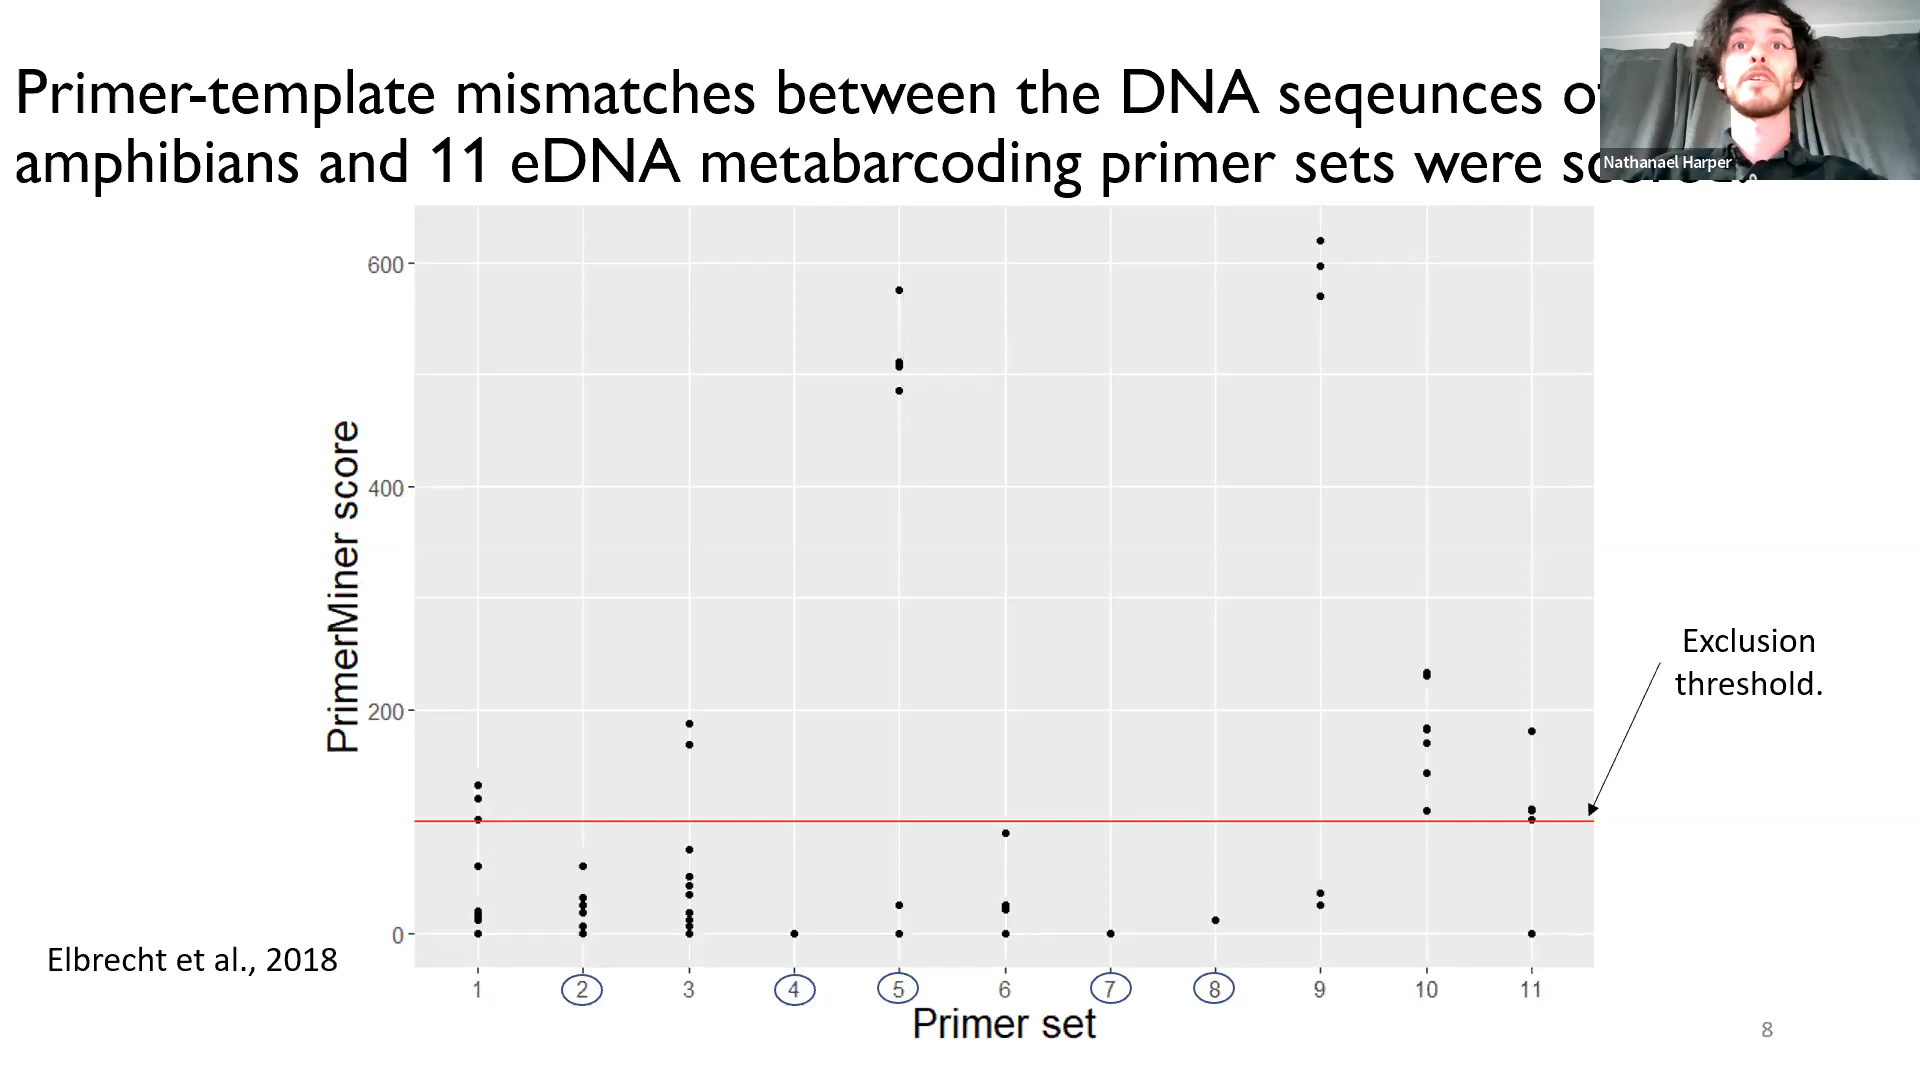 Primer-template mismatches between the DNA seqeunces of
amphibians and 11 eDNA metabarcoding primer sets were
Nathanael Harper
600
400
200
0
PrimerMiner score
Exclusion
threshold.
Elbrecht et al., 2018
1 2 3 4 5 6 7 8 9 10 11
Primer set
8